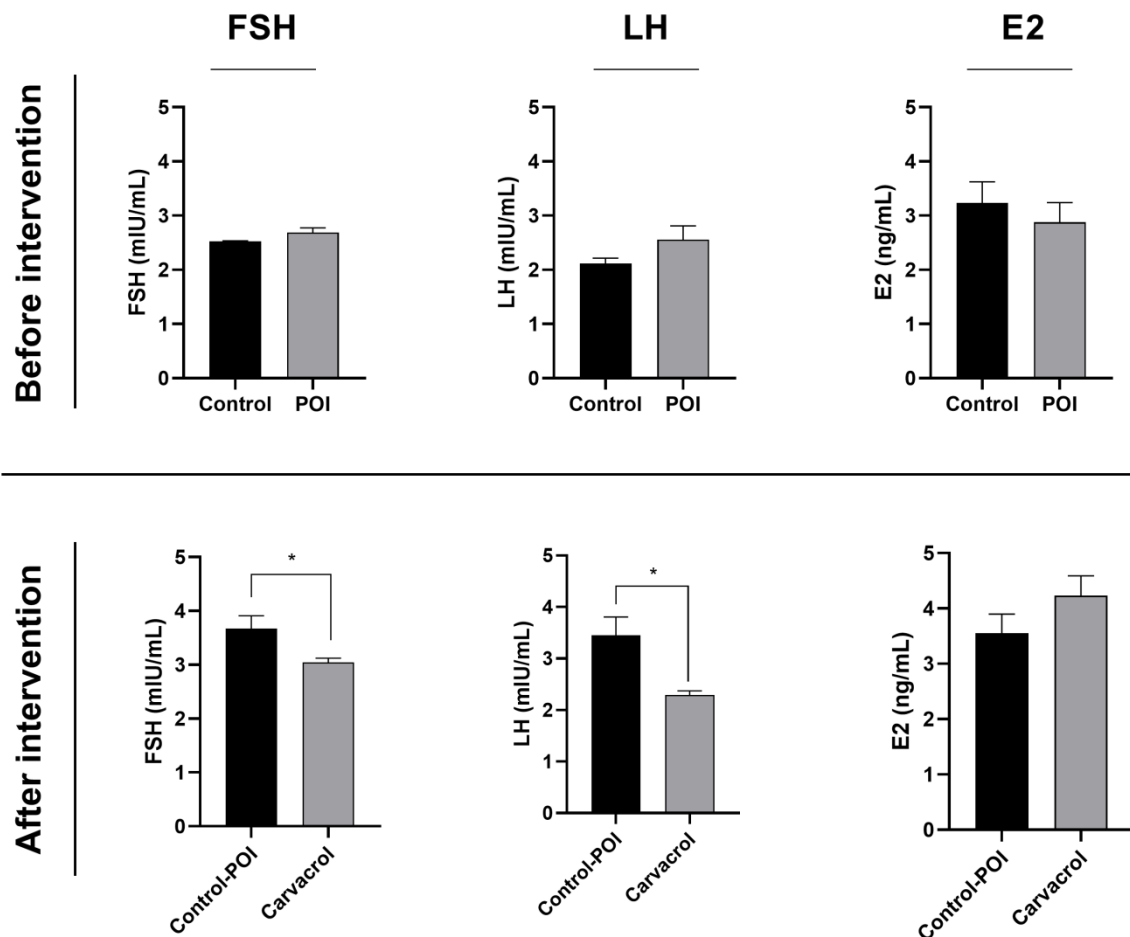 FSH
LH
E2
Before intervention
FSH (mIU/mL)
5
4
3
2
1
0
Control
POI
LH (mIU/mL)
5
4
3
2
1
0
Control
POI
E2 (ng/mL)
5
4
3
2
1
0
Control
POI
After intervention
FSH (mIU/mL)
5
4
3
2
1
0
*
Control-POI
Carvacrol
LH (mIU/mL)
5
4
3
2
1
0
*
Control-POI
Carvacrol
E2 (ng/mL)
5
4
3
2
1
0
Control-POI
Carvacrol